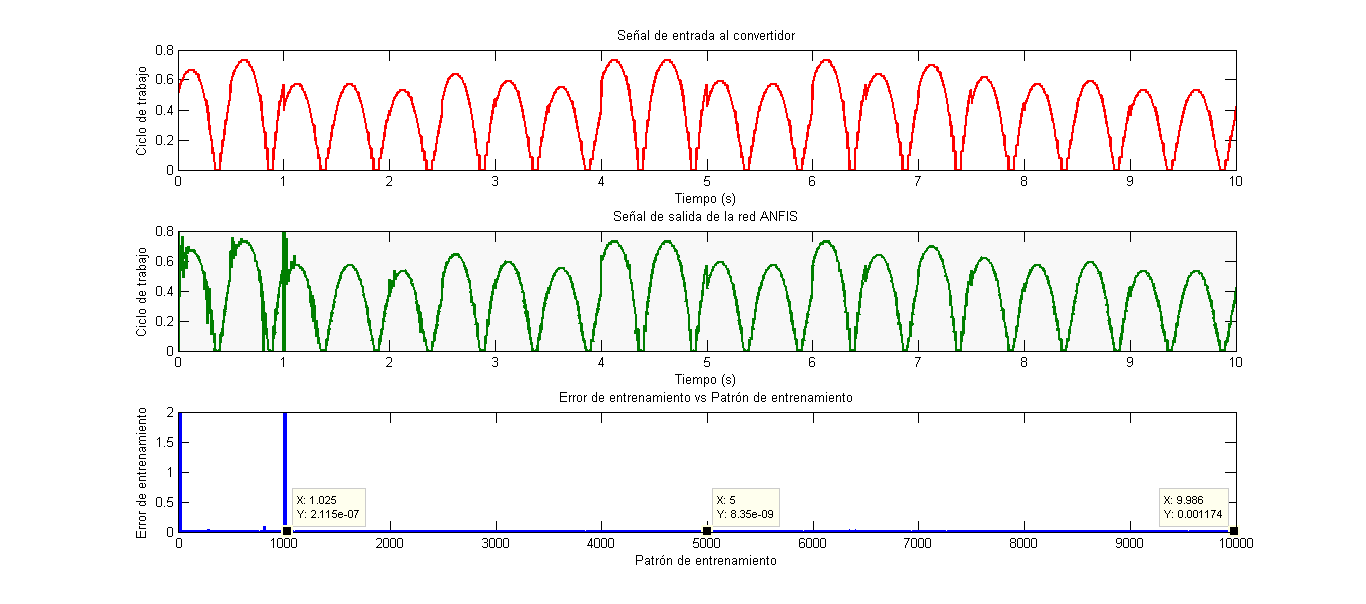 Señal de entrada al convertidor
Ciclo de trabajo
0.8
0.6
0.4
0.2
0
0 1 2 3 4 5 6 7 8 9 10
Tiempo (s)
Señal de salida de la red ANFIS
Ciclo de trabajo
0.8
0.6
0.4
0.2
0
0 1 2 3 4 5 6 7 8 9 10
Tiempo (s)
Error de entrenamiento vs Patrón de entrenamiento
Error de entrenamiento
2
1.5
1
0.5
0
X: 1.025
Y: 2.115e-07
X: 5
Y: 8.35e-09
X: 9.986
Y: 0.001174
0 1000 2000 3000 4000 5000 6000 7000 8000 9000 10000
Patrón de entrenamiento